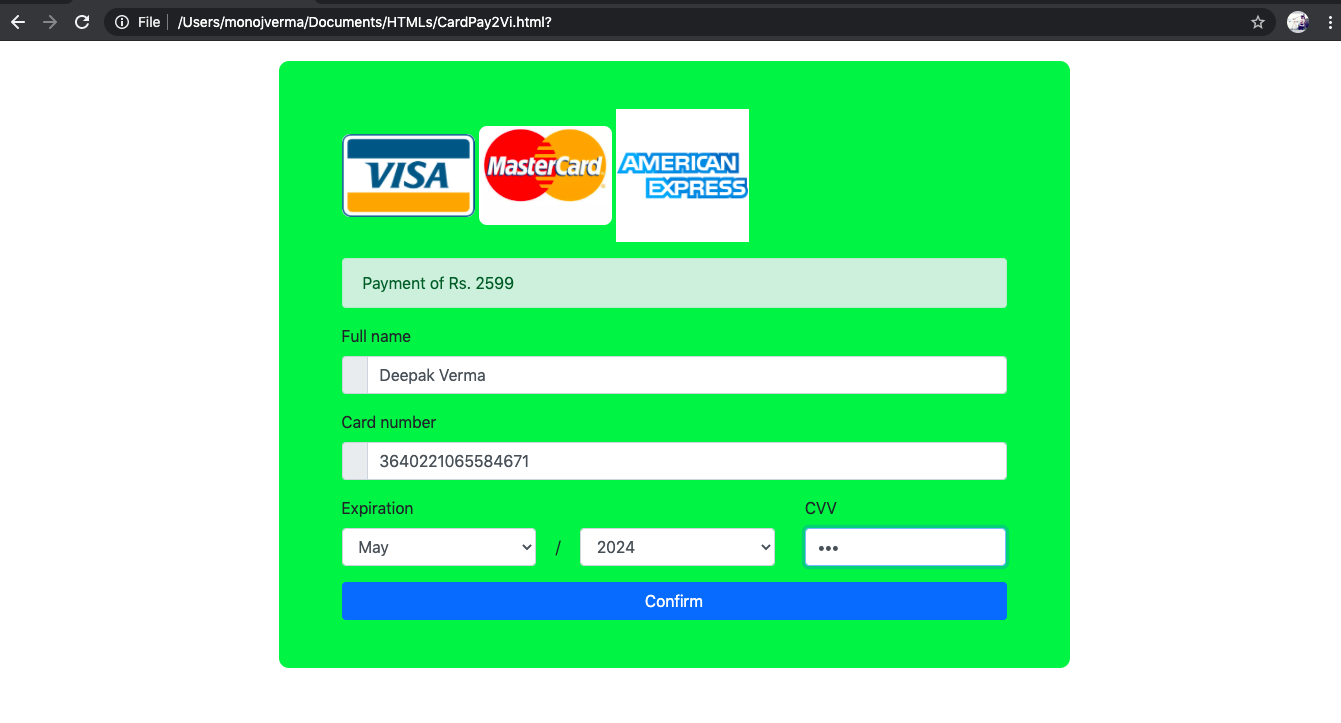 File /Users/monojverma/Documents/HTMLs/CardPay2Vi.html?
VISA MasterCard AMERICAN EXPRESS
Payment of Rs. 2599
Full name
Deepak Verma
Card number
3640221065584671
Expiration CVV
May / 2024 •••
Confirm